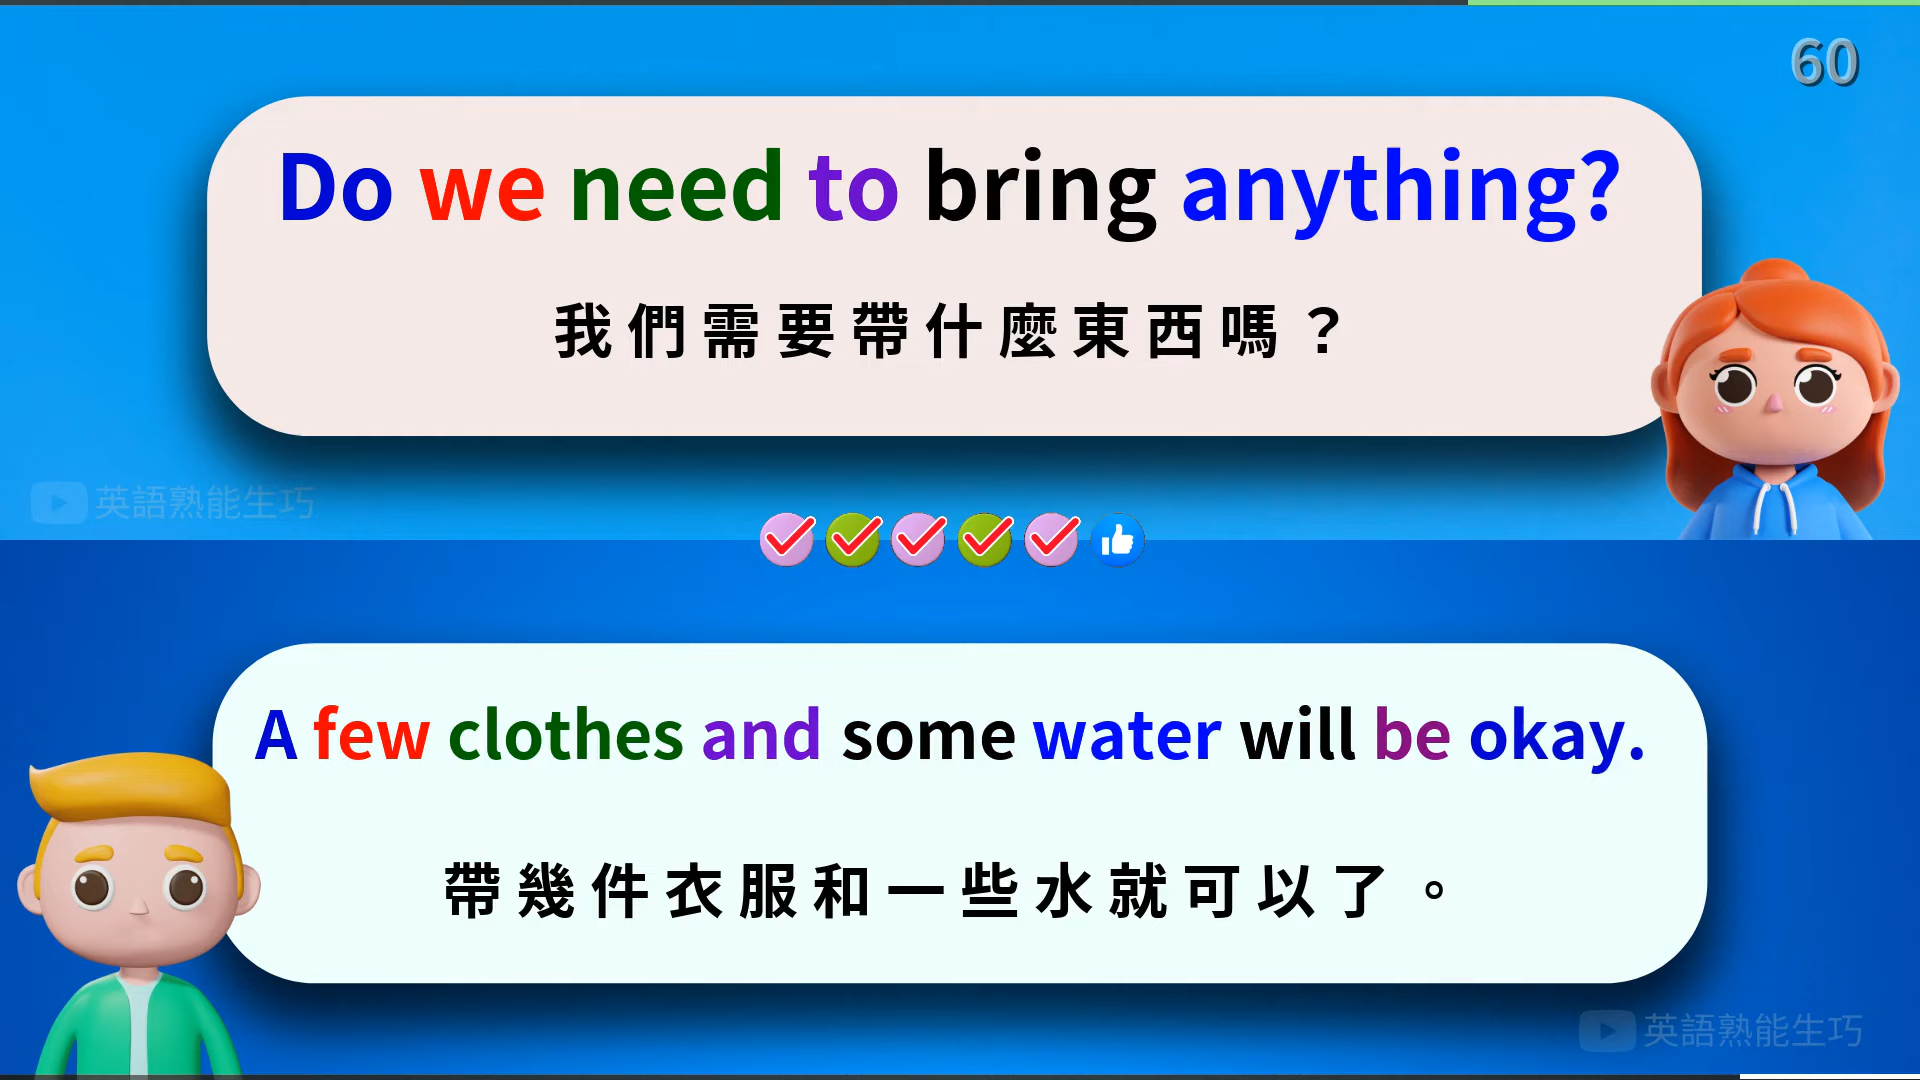 60
Do we need to bring anything?
我們需要帶什麼東西嗎？
英語熟能生巧
A few clothes and some water will be okay.
帶幾件衣服和一些水就可以了。
英語熟能生巧